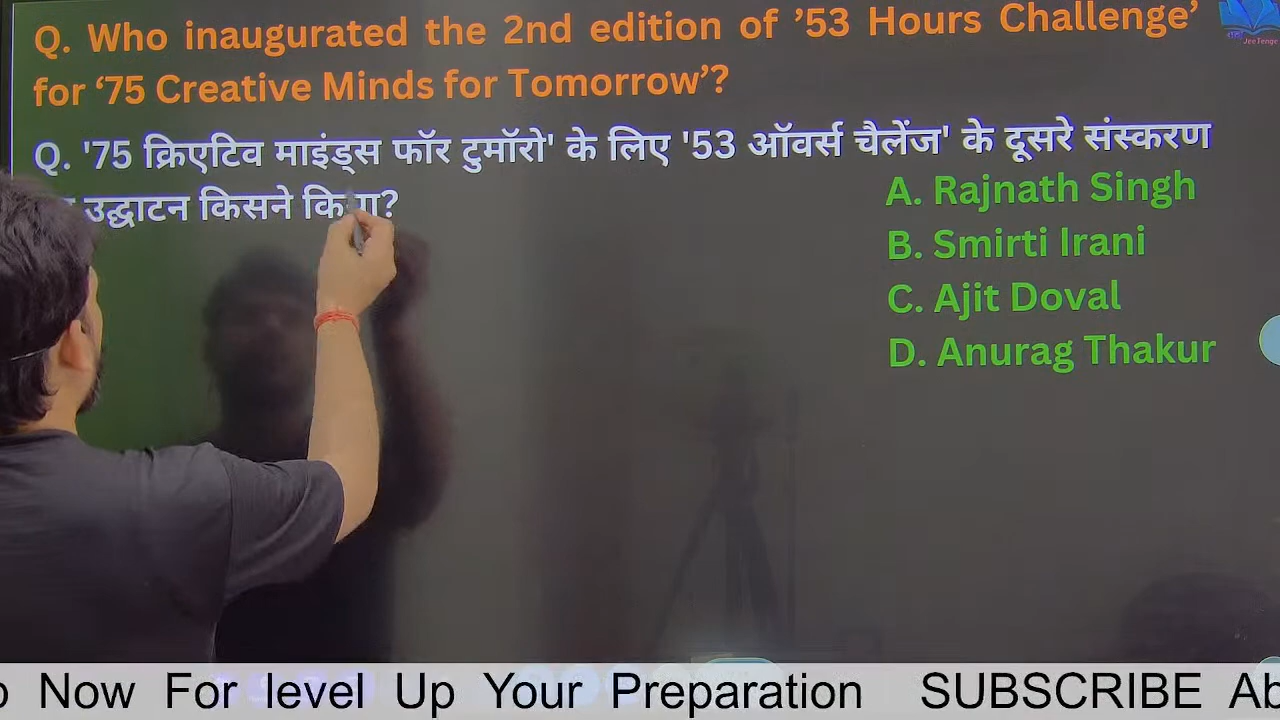 Q. Who inaugurated the 2nd edition of ’53 Hours Challenge’
for ‘75 Creative Minds for Tomorrow’?
Q. '75 क्रिएटिव माइंड्स फॉर टुमॉरो' के लिए '53 ऑवर्स चैलेंज' के दूसरे संस्करण
उद्घाटन किसने किया?
A. Rajnath Singh
B. Smirti Irani
C. Ajit Doval
D. Anurag Thakur
Now For level Up Your Preparation SUBSCRIBE